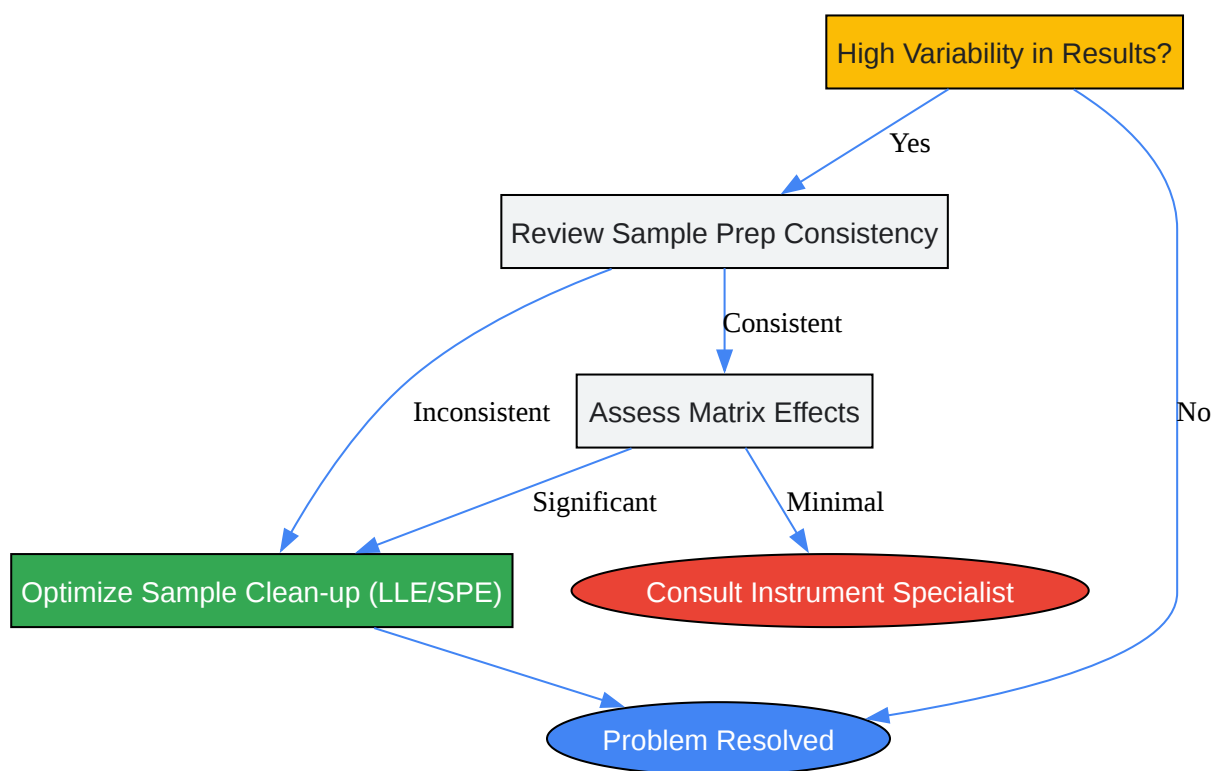 High Variability in Results?
Yes
Review Sample Prep Consistency
Consistent
Assess Matrix Effects
Inconsistent
No
Significant
Minimal
Optimize Sample Clean-up (LLE/SPE)
Consult Instrument Specialist
Problem Resolved